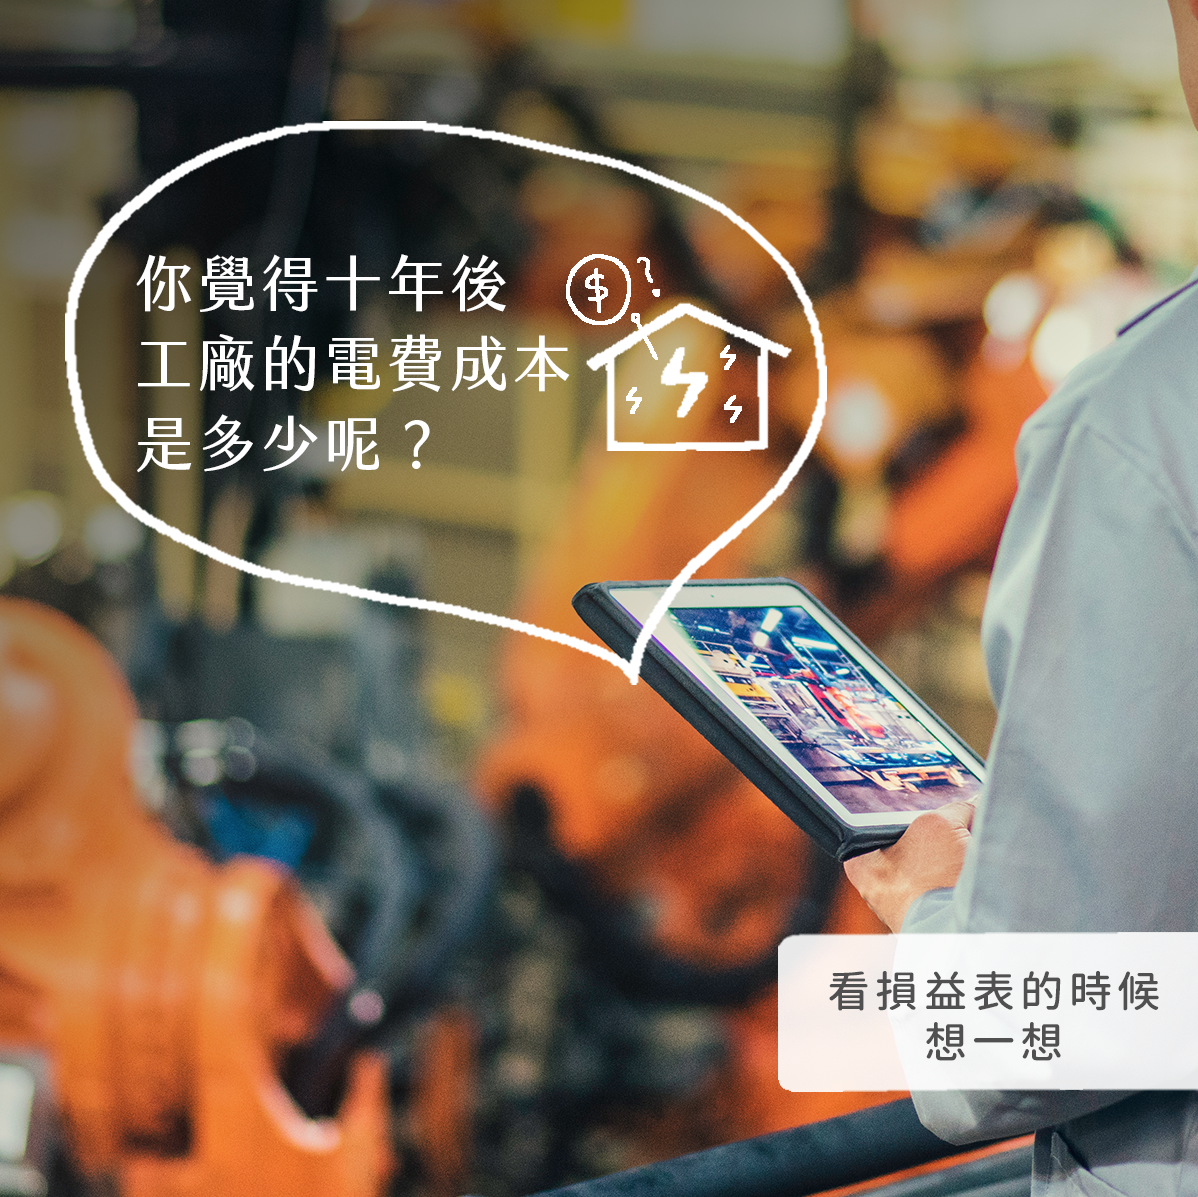 你覺得十年後
$?
工廠的電費成本
是多少呢？
看損益表的時候
想一想